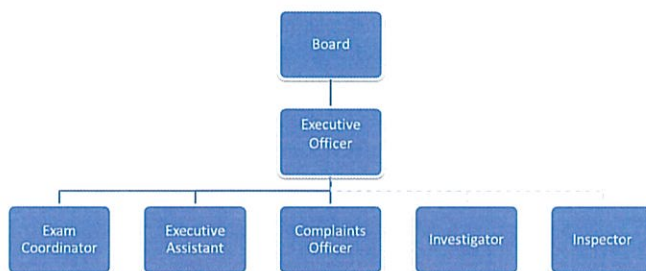 Board
Executive
Officer
Exam
Coordinator
Executive
Assistant
Complaints
Officer
Investigator
Inspector